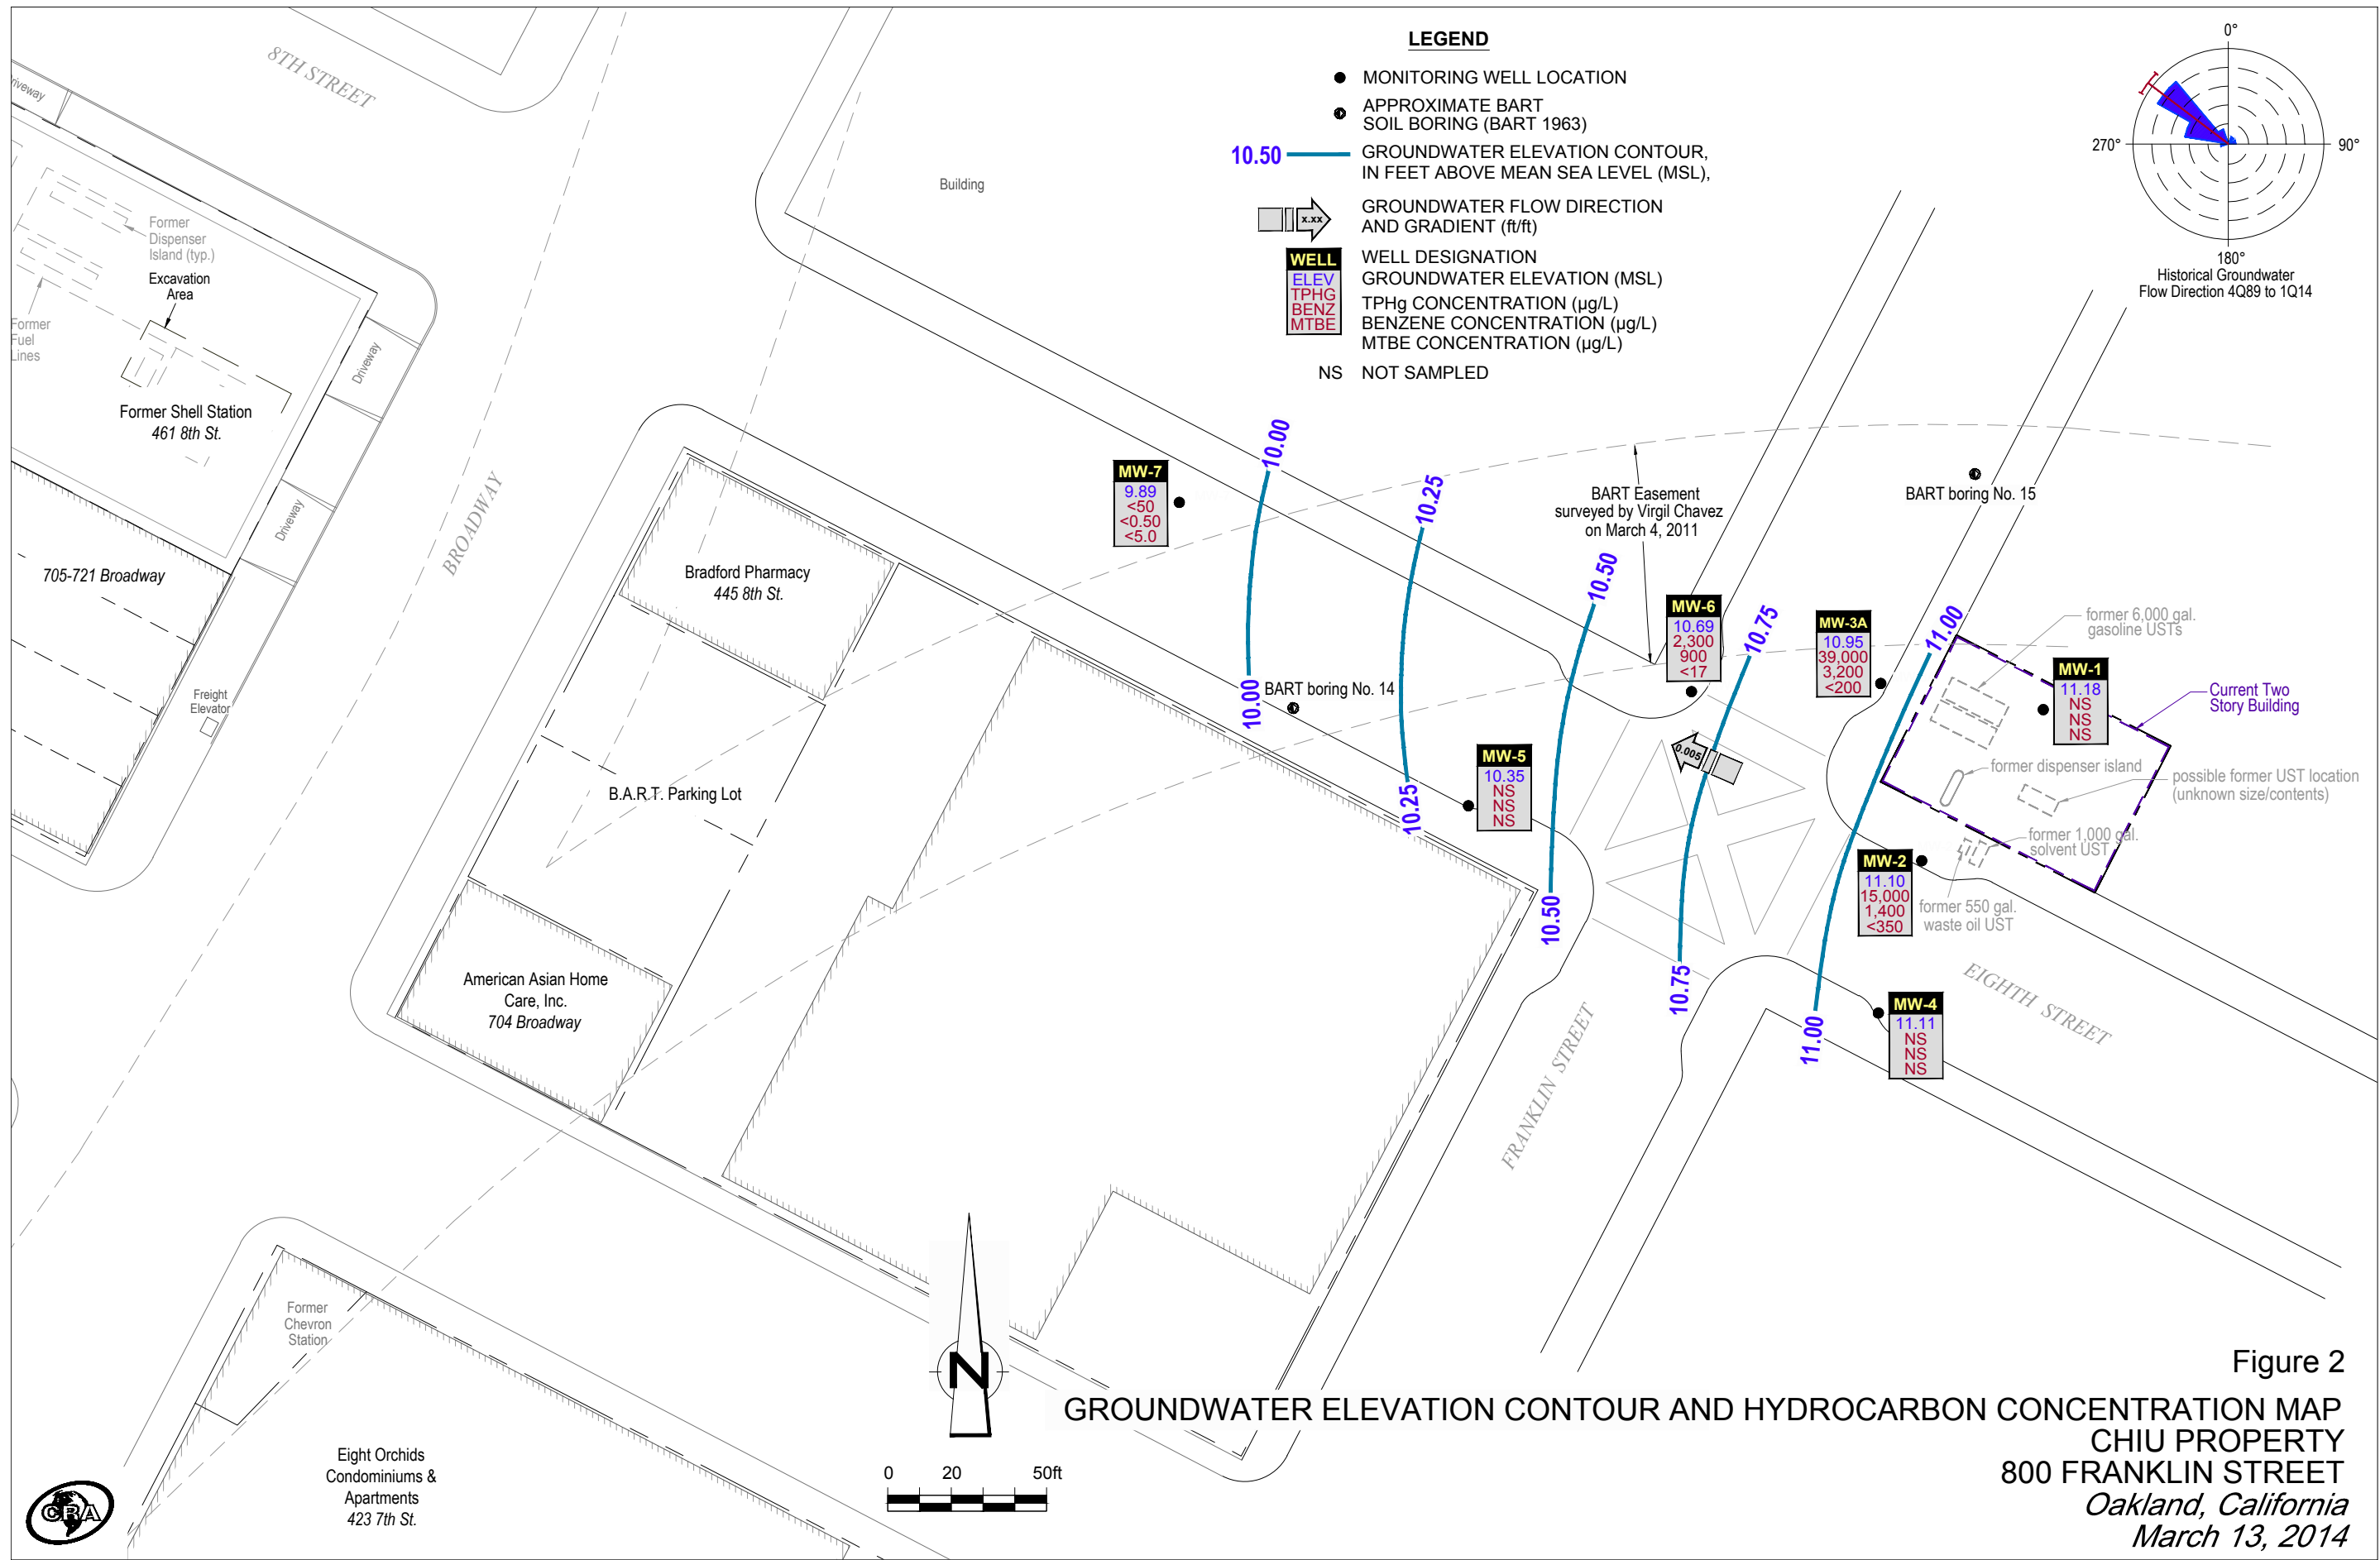 LEGEND
MONITORING WELL LOCATION
APPROXIMATE BART
SOIL BORING (BART 1963)
10.50
GROUNDWATER ELEVATION CONTOUR,
IN FEET ABOVE MEAN SEA LEVEL (MSL),
x.xx
GROUNDWATER FLOW DIRECTION
AND GRADIENT (ft/ft)
WELL
WELL DESIGNATION
ELEV
GROUNDWATER ELEVATION (MSL)
TPHG
TPHg CONCENTRATION (µg/L)
BENZ
BENZENE CONCENTRATION (µg/L)
MTBE
MTBE CONCENTRATION (µg/L)
NS NOT SAMPLED
0°
270°
90°
180°
Historical Groundwater
Flow Direction 4Q89 to 1Q14
8TH STREET
Driveway
Former
Dispenser
Island (typ.)
Excavation
Area
Former
Fuel
Lines
Former Shell Station
461 8th St.
Driveway
Driveway
705-721 Broadway
Freight
Elevator
BROADWAY
Building
Bradford Pharmacy
445 8th St.
B.A.R.T. Parking Lot
American Asian Home
Care, Inc.
704 Broadway
MW-7
9.89
<50
<0.50
<5.0
10.00
10.00
10.25
10.25
10.50
10.50
10.75
10.75
11.00
11.00
BART boring No. 14
BART Easement
surveyed by Virgil Chavez
on March 4, 2011
BART boring No. 15
MW-5
10.35
NS
NS
NS
MW-6
10.69
2,300
900
<17
0.005
MW-3A
10.95
39,000
3,200
<200
MW-1
11.18
NS
NS
NS
former 6,000 gal.
gasoline USTs
Current Two
Story Building
former dispenser island
possible former UST location
(unknown size/contents)
former 1,000 gal.
solvent UST
MW-2
11.10
15,000
1,400
<350
former 550 gal.
waste oil UST
MW-4
11.11
NS
NS
NS
EIGHTH STREET
FRANKLIN STREET
Former
Chevron
Station
Eight Orchids
Condominiums &
Apartments
423 7th St.
CRA
N
0 20 50ft
Figure 2
GROUNDWATER ELEVATION CONTOUR AND HYDROCARBON CONCENTRATION MAP
CHIU PROPERTY
800 FRANKLIN STREET
Oakland, California
March 13, 2014